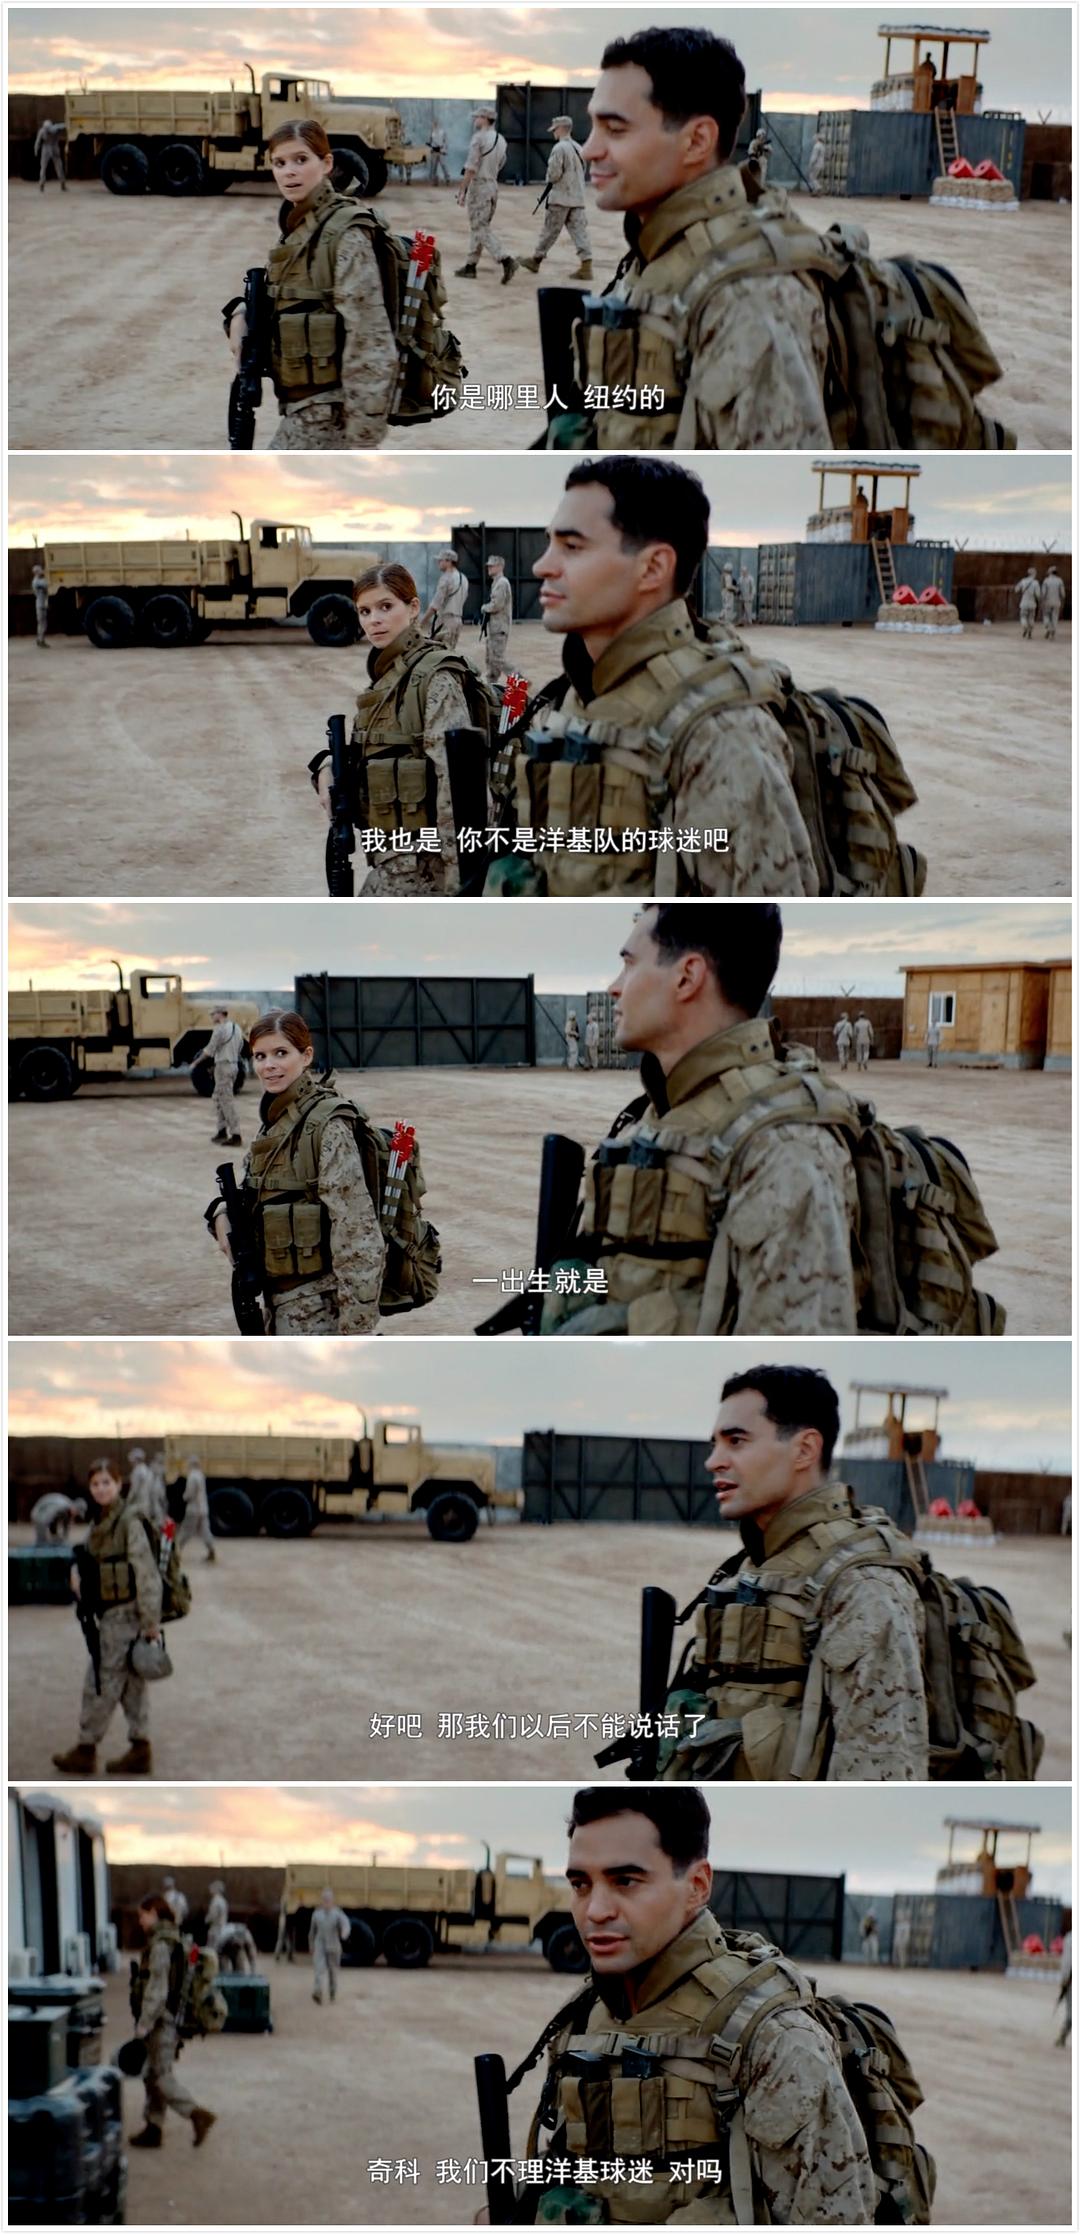 你是哪里人 纽约的
我也是 你不是洋基队的球迷吧
一出生就是
好吧 那我们以后不能说话了
奇科 我们不理洋基球迷 对吗